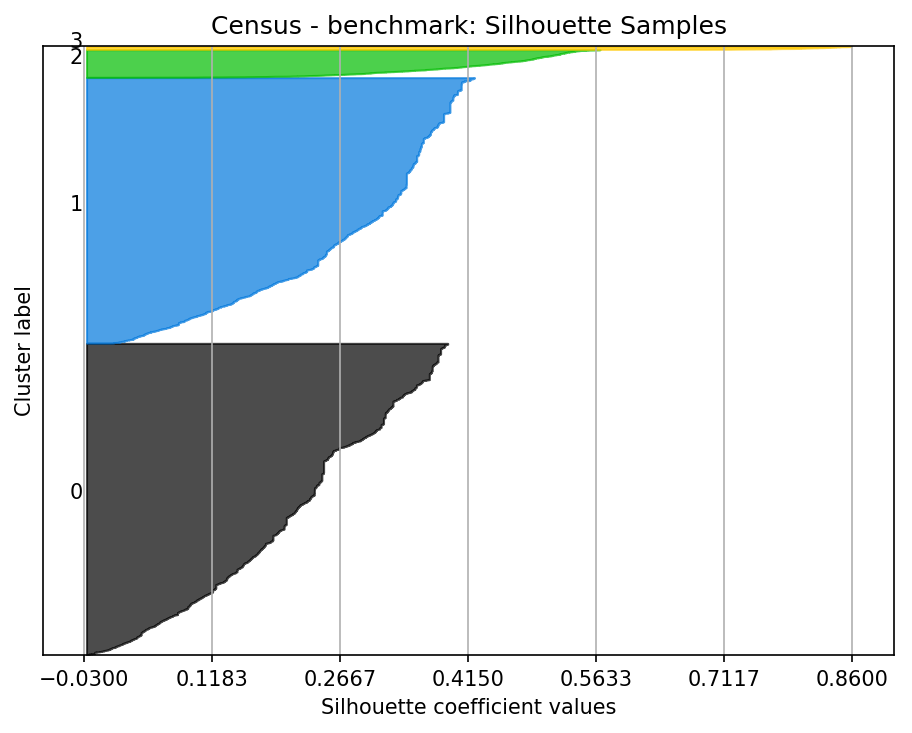 Census - benchmark: Silhouette Samples
3
2
1
0
Cluster label
−0.0300 0.1183 0.2667 0.4150 0.5633 0.7117 0.8600
Silhouette coefficient values